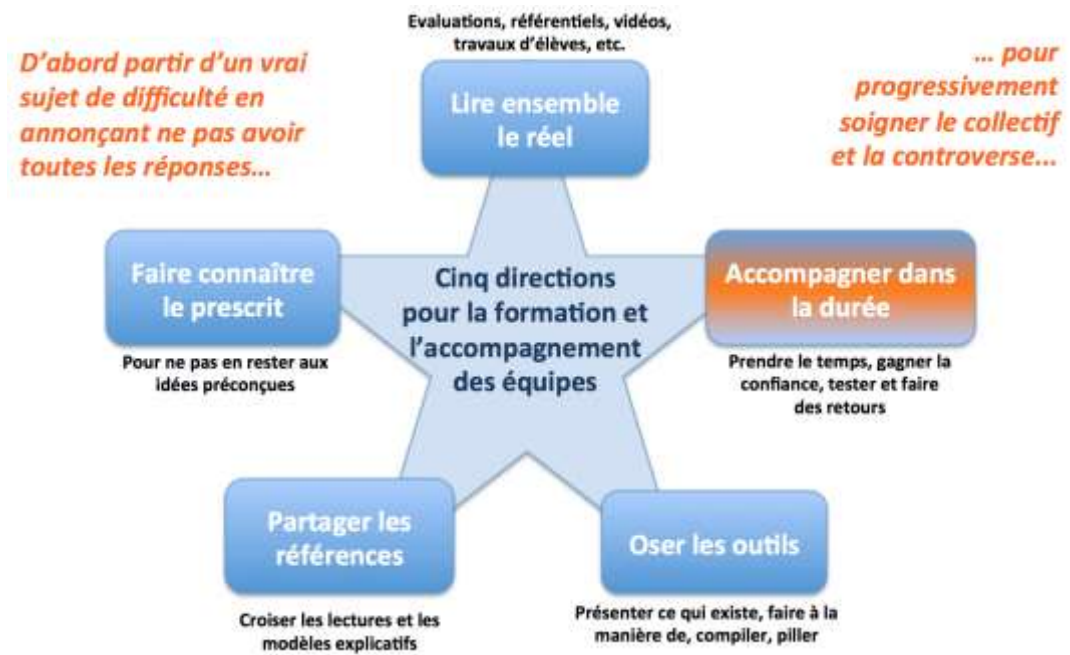 Evaluations, référentiels, vidéos,
travaux d'élèves, etc.
D'abord partir d'un vrai
sujet de difficulté en
annonçant ne pas avoir
toutes les réponses...
Lire ensemble
le réel
... pour
progressivement
soigner le collectif
et la controverse...
Faire connaître
le prescrit
Pour ne pas en rester aux
idées préconçues
Cinq directions
pour la formation et
l'accompagnement
des équipes
Accompagner dans
la durée
Prendre le temps, gagner la
confiance, tester et faire
des retours
Partager les
références
Croiser les lectures et les
modèles explicatifs
Oser les outils
Présenter ce qui existe, faire à la
manière de, compiler, piller